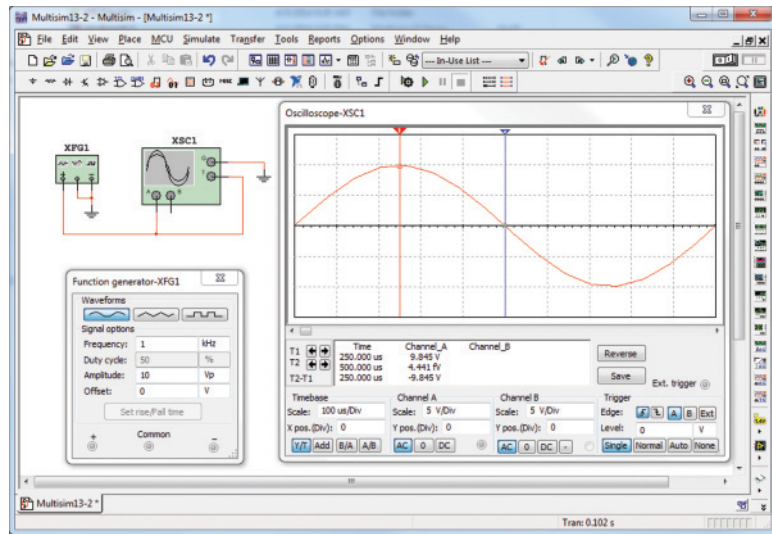 Multisim13-2 - Multisim - [Multisim13-2 *]
File Edit View Place MCU Simulate Transfer Tools Reports Options Window Help
--- In-Use List ---
XFG1
XSC1
G
T
A B
Oscilloscope-XSC1
1 2
Function generator-XFG1
Waveforms
Signal options
Frequency: 1 kHz
Duty cycle: 50 %
Amplitude: 10 Vp
Offset: 0 V
Set rise/Fall time
+ Common -
Time Channel_A Channel_B
T1 250.000 us 9.845 V
T2 500.000 us 4.441 fV
T2-T1 250.000 us -9.845 V
Reverse
Save
Ext. trigger
Timebase Channel A Channel B Trigger
Scale: 100 us/Div Scale: 5 V/Div Scale: 5 V/Div Edge: A B Ext
X pos.(Div): 0 Y pos.(Div): 0 Y pos.(Div): 0 Level: 0 V
Y/T Add B/A A/B AC 0 DC AC 0 DC - Single Normal Auto None
Multisim13-2 *
Tran: 0.102 s